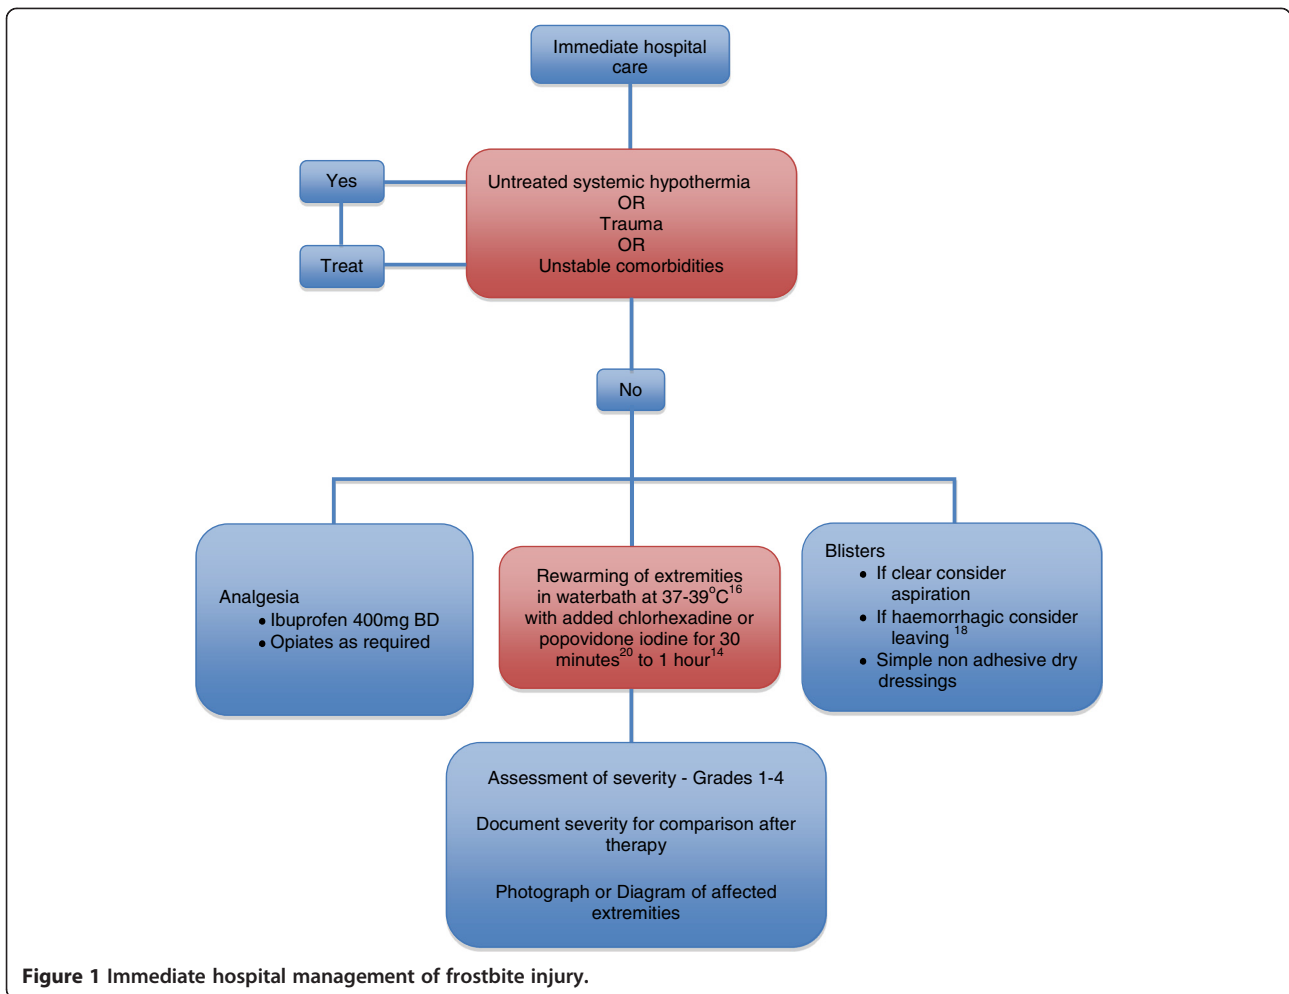 Immediate hospital
care
Untreated systemic hypothermia
OR
Trauma
OR
Unstable comorbidities
Yes
Treat
No
Analgesia
• Ibuprofen 400mg BD
• Opiates as required
Rewarming of extremities
in waterbath at 37-39°C16
with added chlorhexadine or
popovidone iodine for 30
minutes20 to 1 hour14
Blisters
• If clear consider
aspiration
• If haemorrhagic consider
leaving 18
• Simple non adhesive dry
dressings
Assessment of severity - Grades 1-4
Document severity for comparison after
therapy
Photograph or Diagram of affected
extremities
Figure 1 Immediate hospital management of frostbite injury.